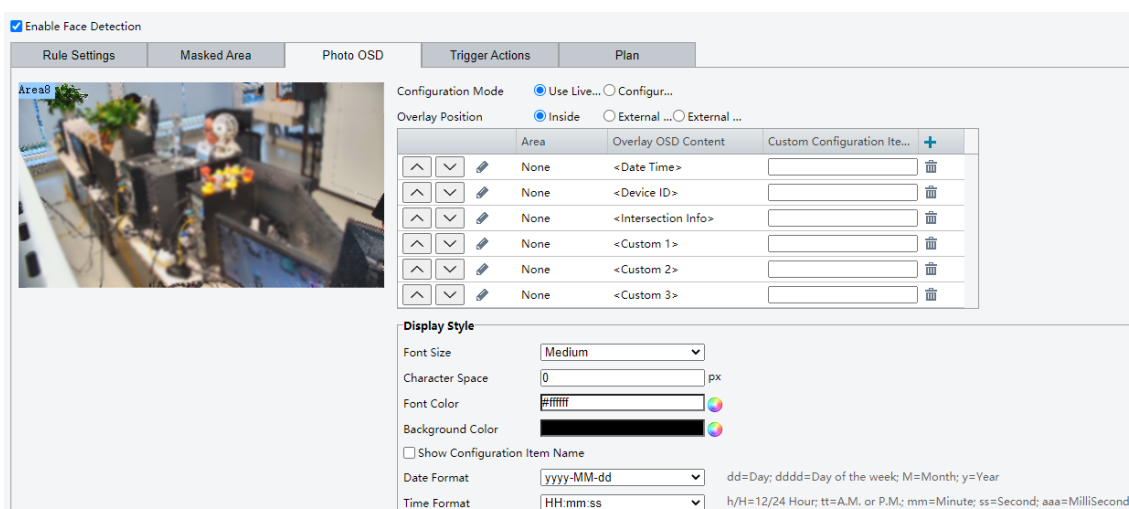 Enable Face Detection
Rule Settings Masked Area Photo OSD Trigger Actions Plan
Area8
Configuration Mode Use Live... Configur...
Overlay Position Inside External ... External ...
Area Overlay OSD Content Custom Configuration Ite...
None <Date Time>
None <Device ID>
None <Intersection Info>
None <Custom 1>
None <Custom 2>
None <Custom 3>
Display Style
Font Size Medium
Character Space 0 px
Font Color #ffffff
Background Color
Show Configuration Item Name
Date Format yyyy-MM-dd dd=Day; dddd=Day of the week; M=Month; y=Year
Time Format HH:mm:ss h/H=12/24 Hour; tt=A.M. or P.M.; mm=Minute; ss=Second; aaa=MilliSecond